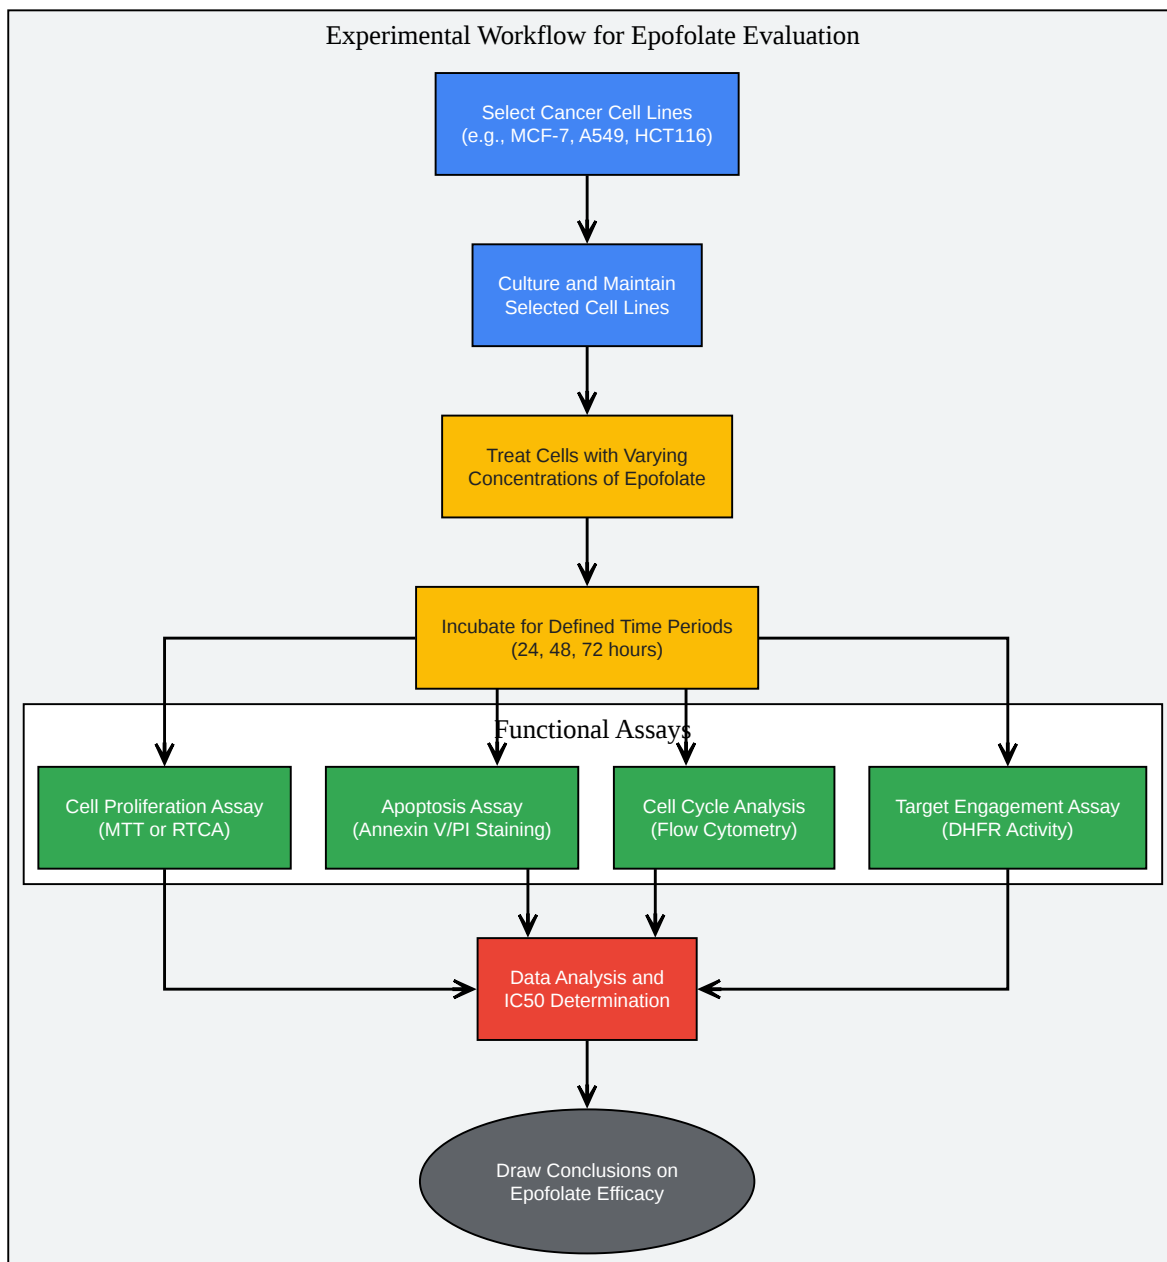 Experimental Workflow for Epofolate Evaluation
Select Cancer Cell Lines
(e.g., MCF-7, A549, HCT116)
Culture and Maintain
Selected Cell Lines
Treat Cells with Varying
Concentrations of Epofolate
Incubate for Defined Time Periods
(24, 48, 72 hours)
Functional Assays
Cell Proliferation Assay
(MTT or RTCA)
Apoptosis Assay
(Annexin V/PI Staining)
Cell Cycle Analysis
(Flow Cytometry)
Target Engagement Assay
(DHFR Activity)
Data Analysis and
IC50 Determination
Draw Conclusions on
Epofolate Efficacy